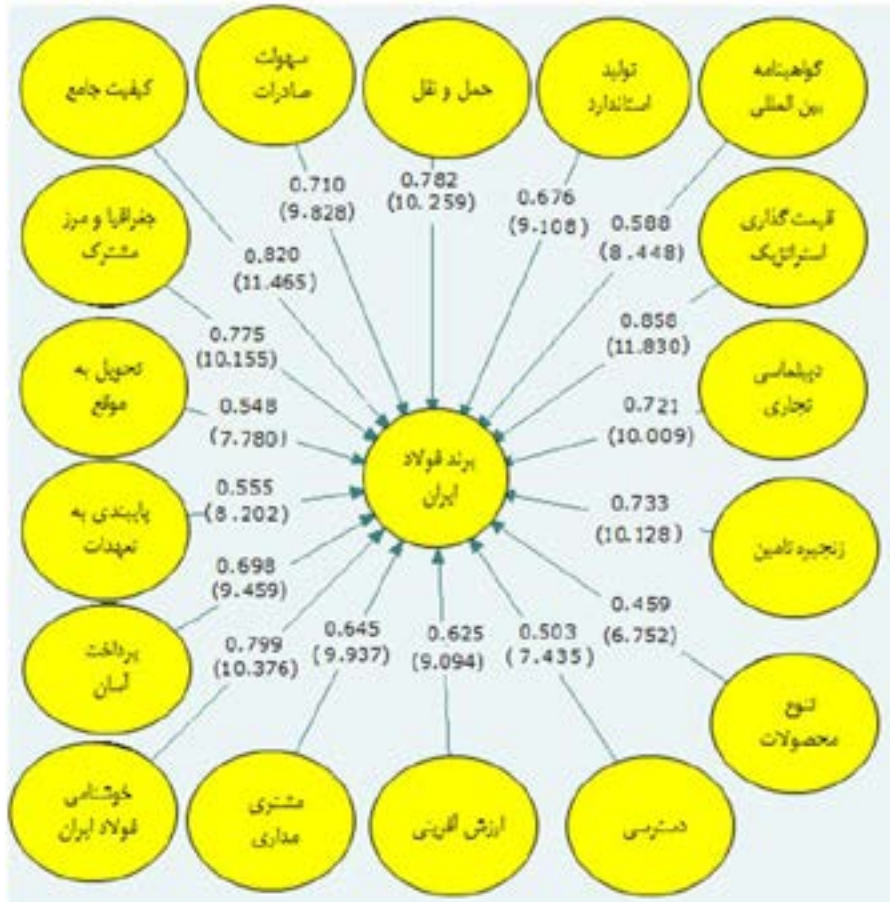 گواهینامه
بین المللی
تولید
استاندارد
حمل و نقل
سهولت
صادرات
کیفیت جامع
0.710
(9.828)
0.782
(10.259)
0.676
(9.108)
0.588
(8.448)
قیمت گذاری
استراتژیک
جغرافیا و مرز
مشترک
0.820
(11.465)
0.858
(11.830)
0.775
(10.155)
دیپلماسی
تجاری
تحویل به
موقع
0.721
(10.009)
0.548
(7.780)
برند فولاد
ایران
زنجیره تامین
پایبندی به
تعهدات
0.733
(10.128)
0.555
(8.202)
0.698
(9.459)
0.459
(6.752)
پرداخت
آسان
0.799
(10.376)
0.645
(9.937)
0.625
(9.094)
0.503
(7.435)
تنوع
محصولات
دسترسی
ارزش آفرینی
مشتری
مداری
خوشنامی
فولاد ایران